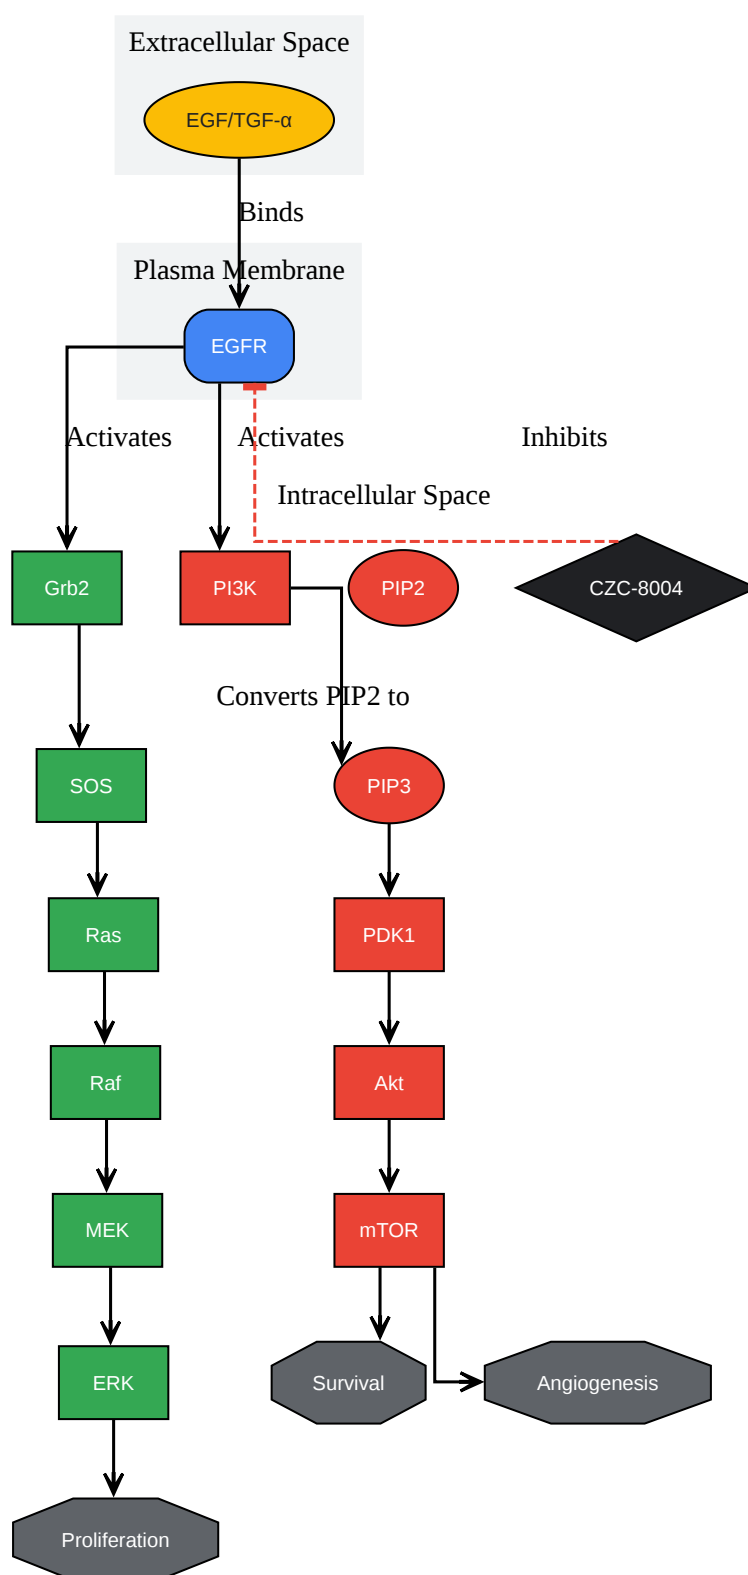 Extracellular Space
EGF/TGF-α
Binds
Plasma Membrane
EGFR
Activates
Activates
Inhibits
Intracellular Space
Grb2
PI3K
PIP2
CZC-8004
Converts PIP2 to
SOS
PIP3
Ras
PDK1
Raf
Akt
MEK
mTOR
ERK
Survival
Angiogenesis
Proliferation